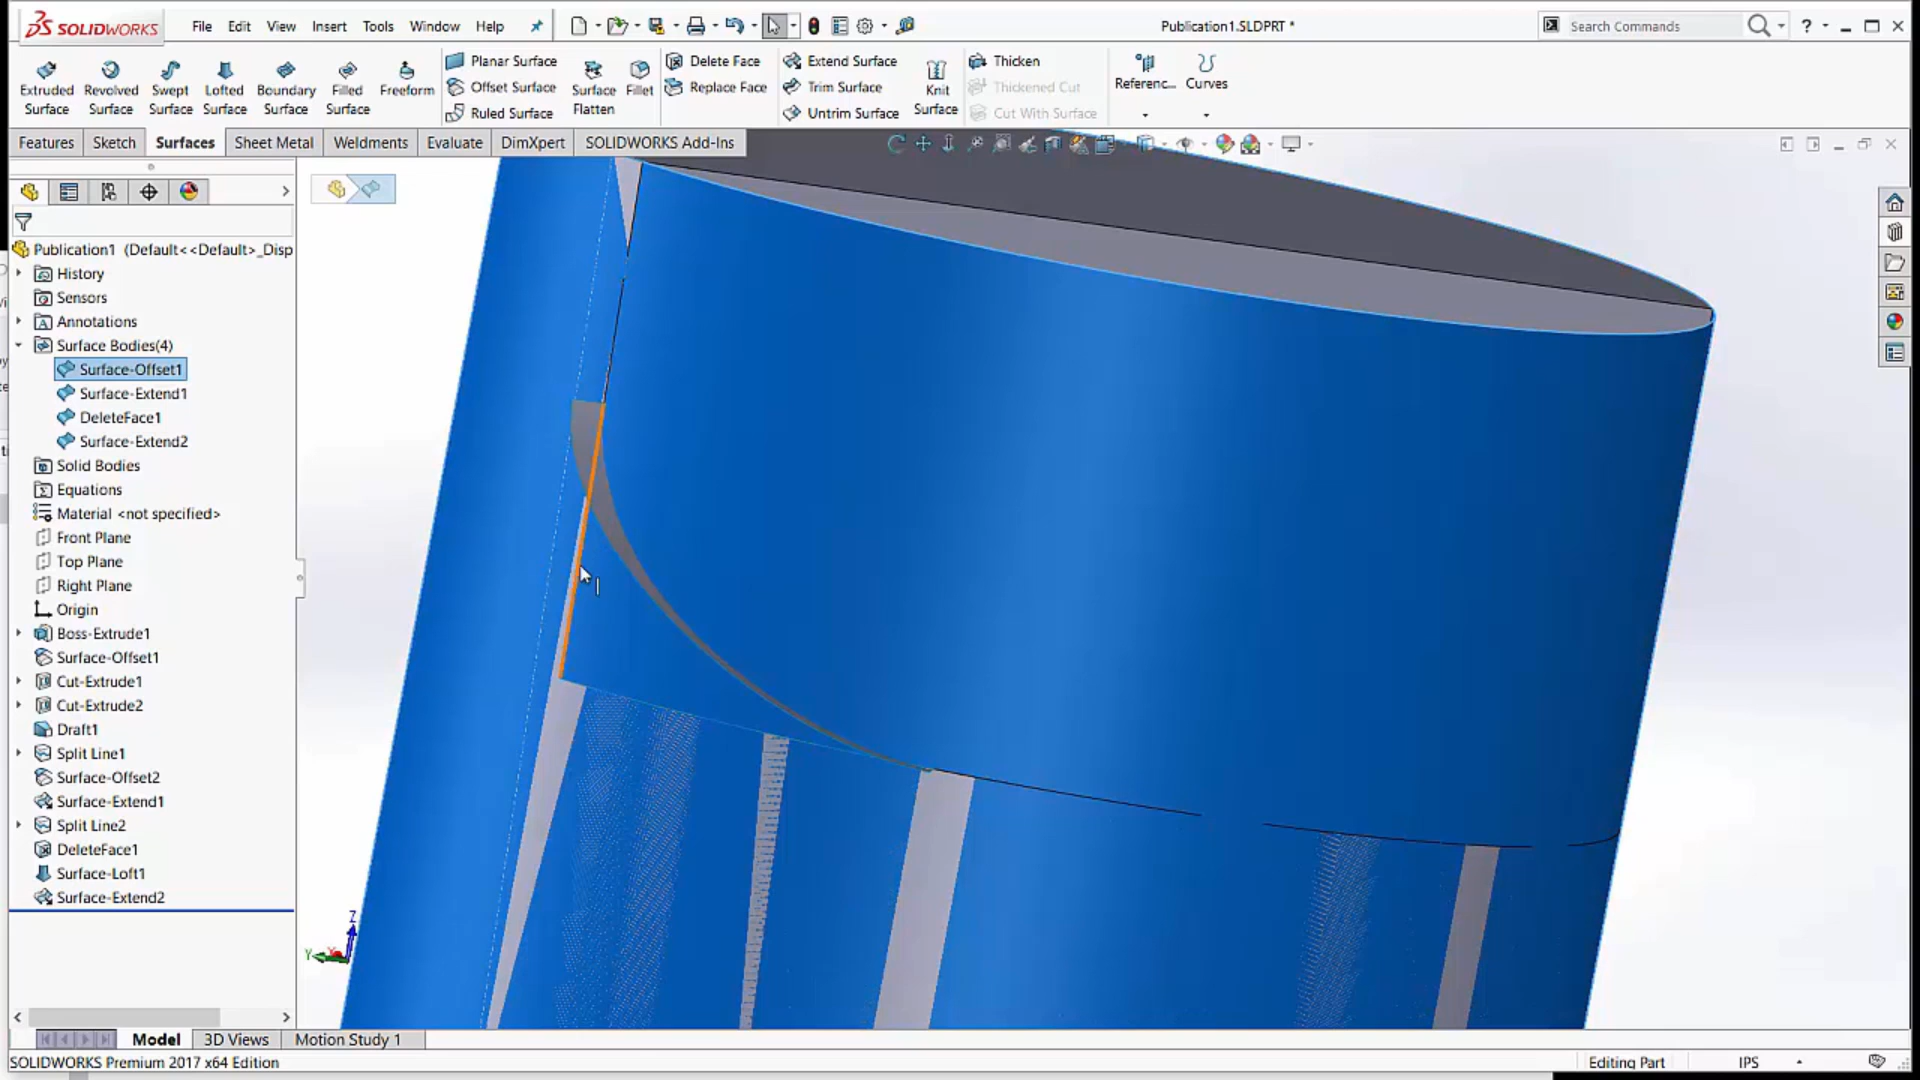 SOLIDWORKS File Edit View Insert Tools Window Help Publication1.SLDPRT * Search Commands ?
Extruded Surface
Revolved Surface
Swept Surface
Lofted Surface
Boundary Surface
Filled Surface
Freeform
Planar Surface
Offset Surface
Ruled Surface
Surface Flatten
Fillet
Delete Face
Replace Face
Extend Surface
Trim Surface
Untrim Surface
Knit Surface
Thicken
Thickened Cut
Cut With Surface
Referenc...
Curves
Features Sketch Surfaces Sheet Metal Weldments Evaluate DimXpert SOLIDWORKS Add-Ins
Publication1 (Default<<Default>_Disp
History
Sensors
Annotations
Surface Bodies(4)
Surface-Offset1
Surface-Extend1
DeleteFace1
Surface-Extend2
Solid Bodies
Equations
Material <not specified>
Front Plane
Top Plane
Right Plane
Origin
Boss-Extrude1
Surface-Offset1
Cut-Extrude1
Cut-Extrude2
Draft1
Split Line1
Surface-Offset2
Surface-Extend1
Split Line2
DeleteFace1
Surface-Loft1
Surface-Extend2
Z
Y
Model 3D Views Motion Study 1
SOLIDWORKS Premium 2017 x64 Edition Editing Part IPS